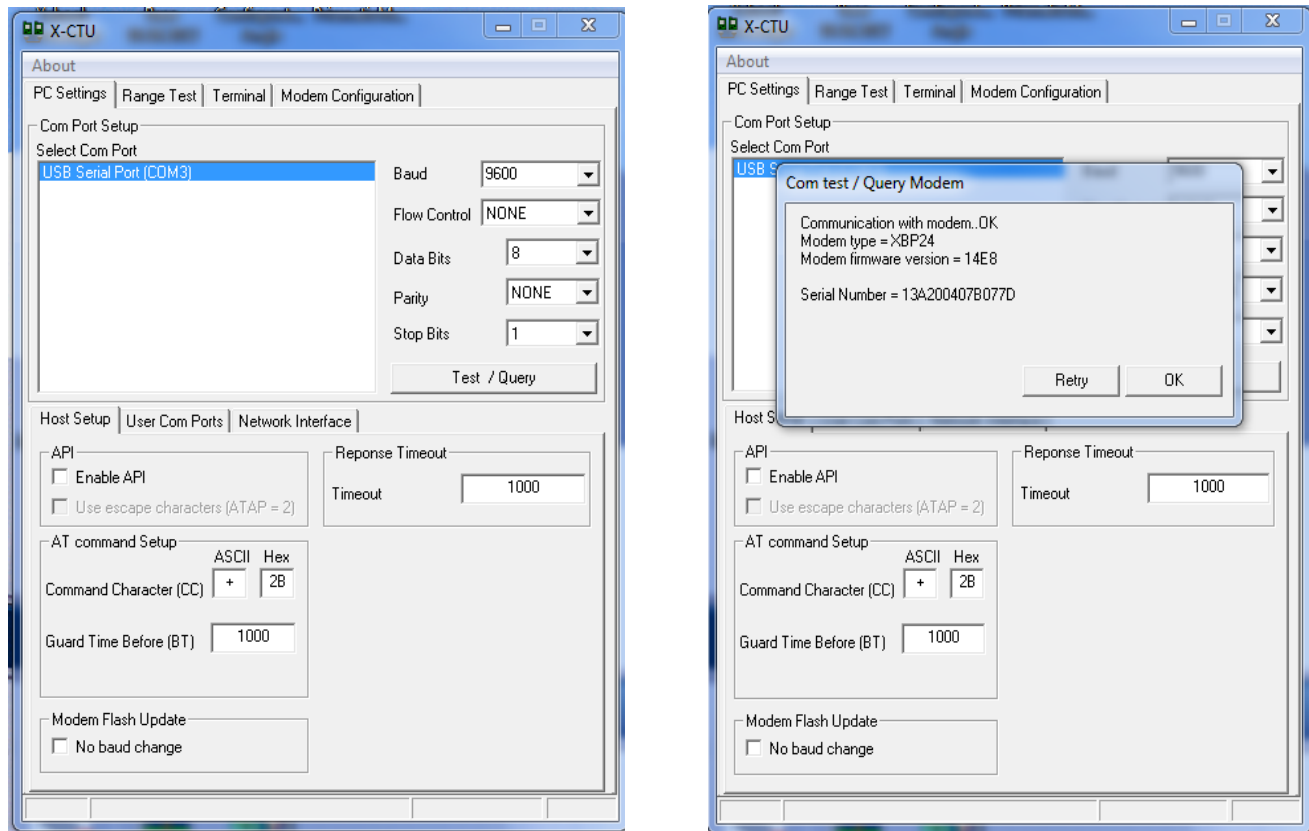 X-CTU
About
PC Settings Range Test Terminal Modem Configuration
Com Port Setup
Select Com Port
USB Serial Port (COM3)
Baud 9600
Flow Control NONE
Data Bits 8
Parity NONE
Stop Bits 1
Test / Query
Host Setup User Com Ports Network Interface
API
Enable API
Use escape characters (ATAP = 2)
Reponse Timeout
Timeout 1000
AT command Setup
ASCII Hex
Command Character (CC) + 2B
Guard Time Before (BT) 1000
Modem Flash Update
No baud change
X-CTU
About
PC Settings Range Test Terminal Modem Configuration
Com Port Setup
Select Com Port
USB S
Com test / Query Modem
Communication with modem..OK
Modem type = XBP24
Modem firmware version = 14E8
Serial Number = 13A200407B077D
Retry OK
Host S
API
Enable API
Use escape characters (ATAP = 2)
Reponse Timeout
Timeout 1000
AT command Setup
ASCII Hex
Command Character (CC) + 2B
Guard Time Before (BT) 1000
Modem Flash Update
No baud change